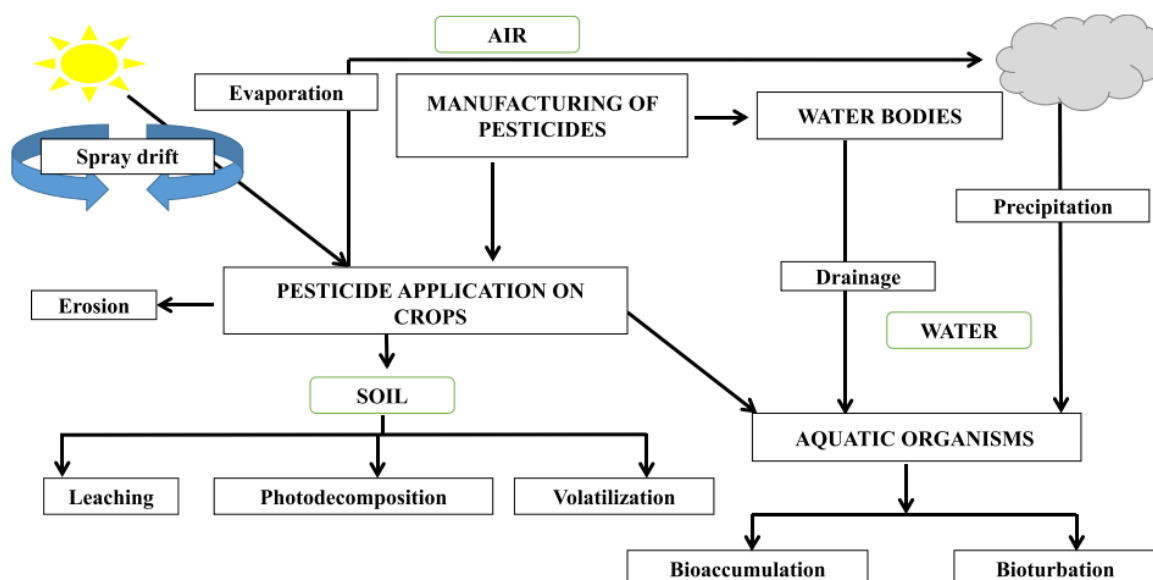 AIR
Evaporation
MANUFACTURING OF
PESTICIDES
WATER BODIES
Spray drift
Precipitation
Drainage
PESTICIDE APPLICATION ON
CROPS
Erosion
WATER
SOIL
AQUATIC ORGANISMS
Leaching
Photodecomposition
Volatilization
Bioaccumulation
Bioturbation